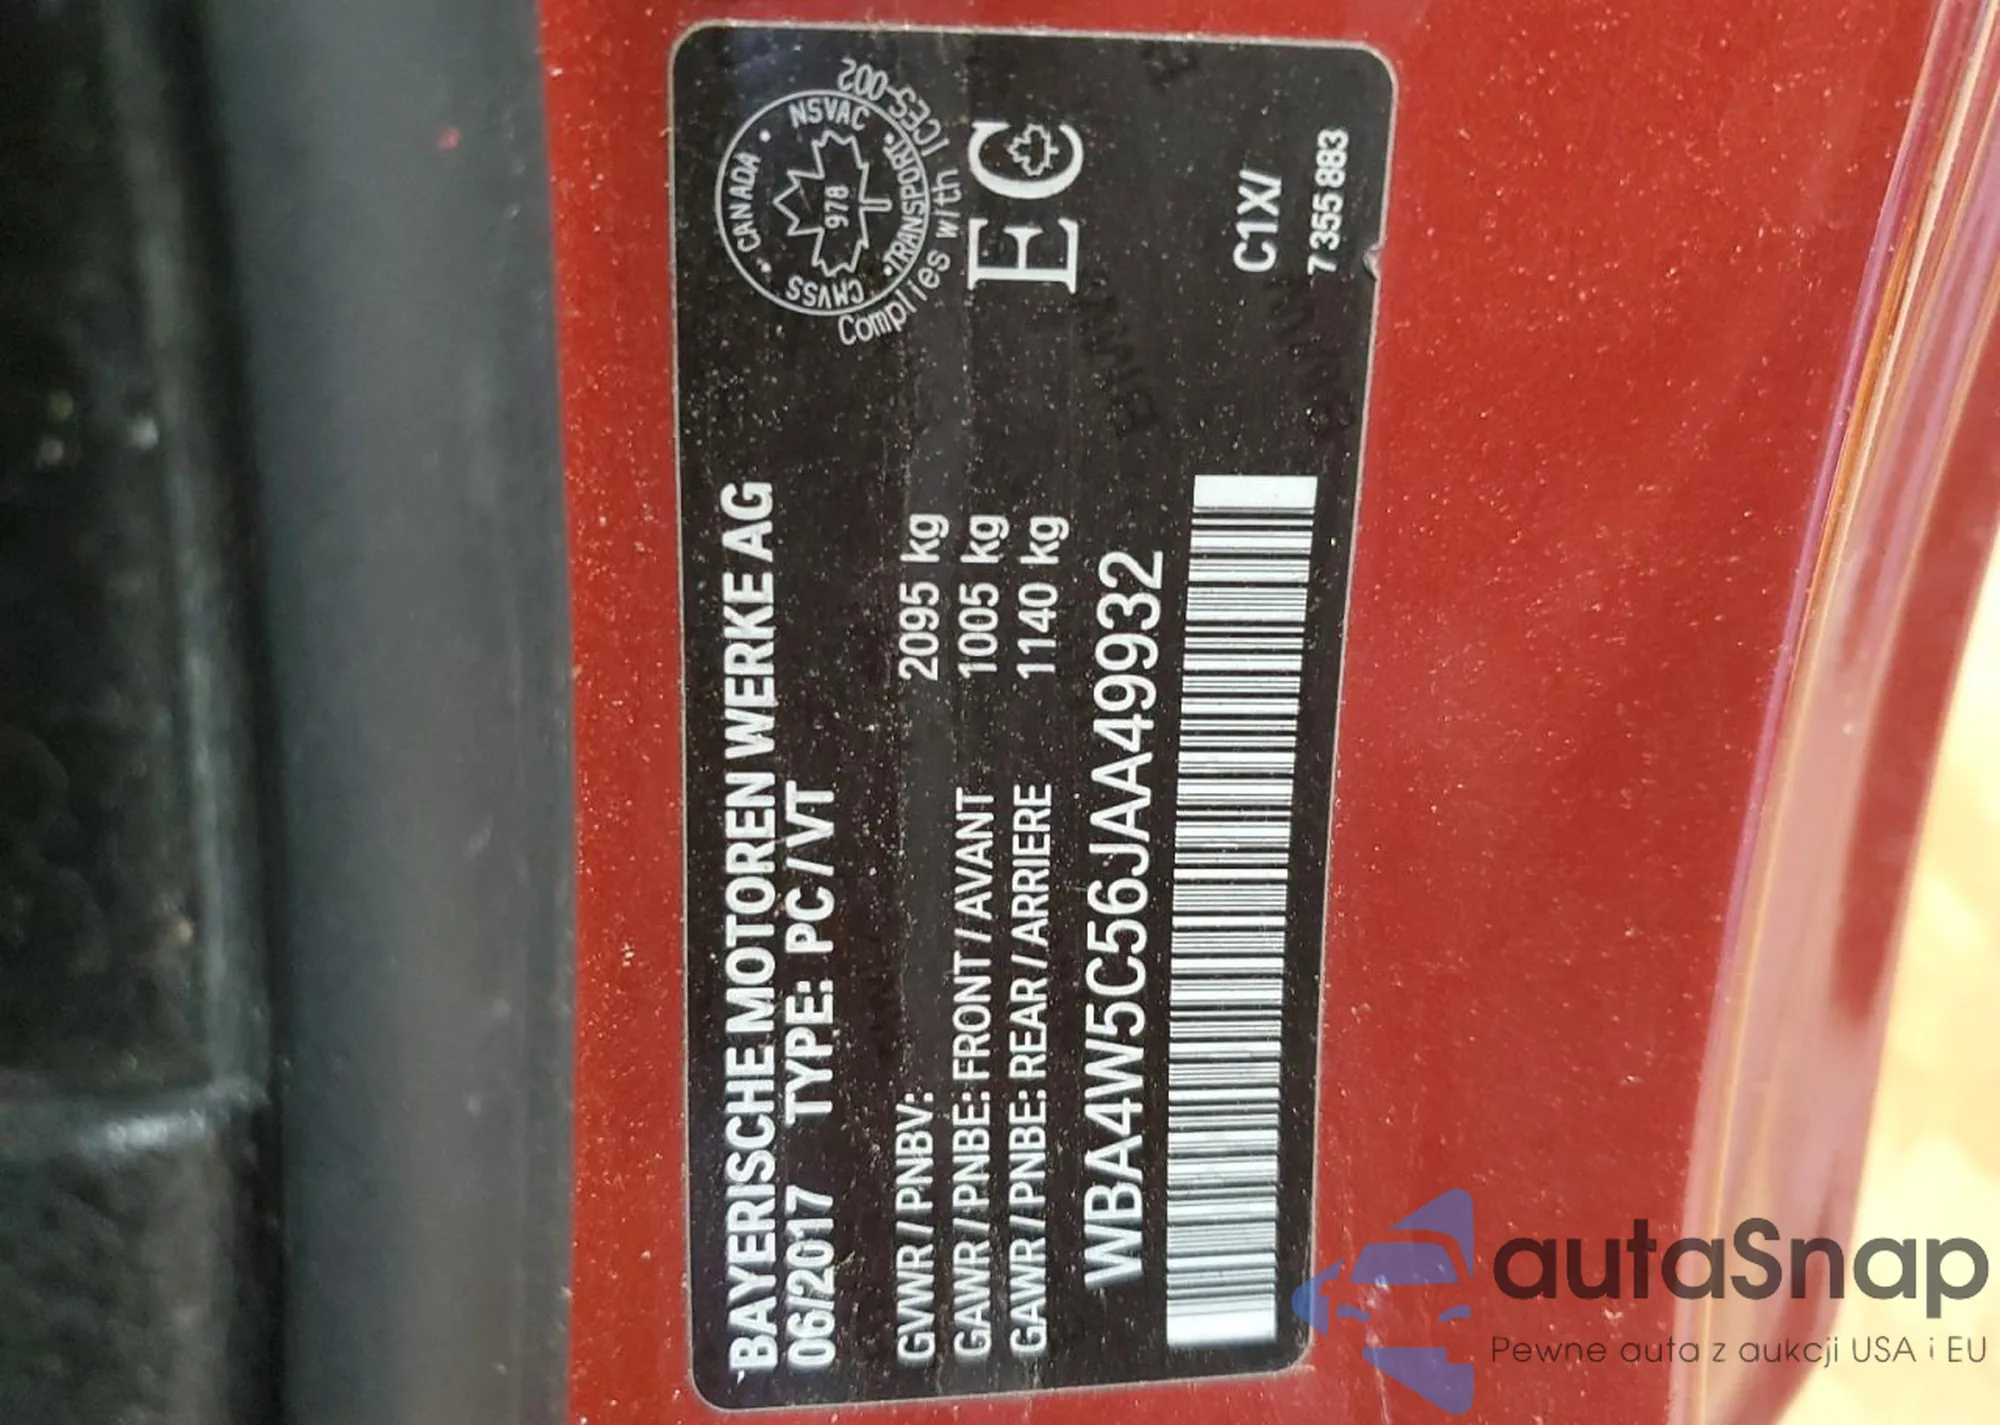 BAYERISCHE MOTOREN WERKE AG
06/2017 TYPE: PC/VT
GVWR/PNBV: 2095 kg
GAWR/PNBE: FRONT/AVANT 1005 kg
GAWR/PNBE: REAR/ARRIERE 1140 kg
WBA4W5C56JAA49932
CANADA
NSVAC
CMVSS
TRANSPORT
978
Complies with ICES-002
EC
C1X/
7 355 883
autaSnap
Pewne auta z aukcji USA i EU